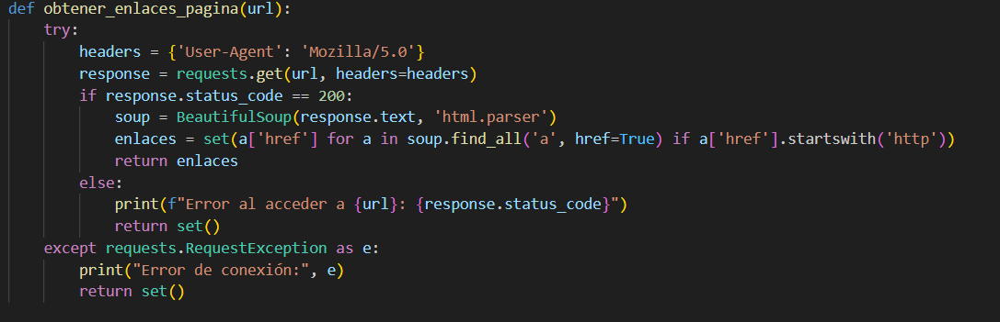 def obtener_enlaces_pagina(url):
    try:
        headers = {'User-Agent': 'Mozilla/5.0'}
        response = requests.get(url, headers=headers)
        if response.status_code == 200:
            soup = BeautifulSoup(response.text, 'html.parser')
            enlaces = set(a['href'] for a in soup.find_all('a', href=True) if a['href'].startswith('http'))
            return enlaces
        else:
            print(f"Error al acceder a {url}: {response.status_code}")
            return set()
    except requests.RequestException as e:
        print("Error de conexión:", e)
        return set()